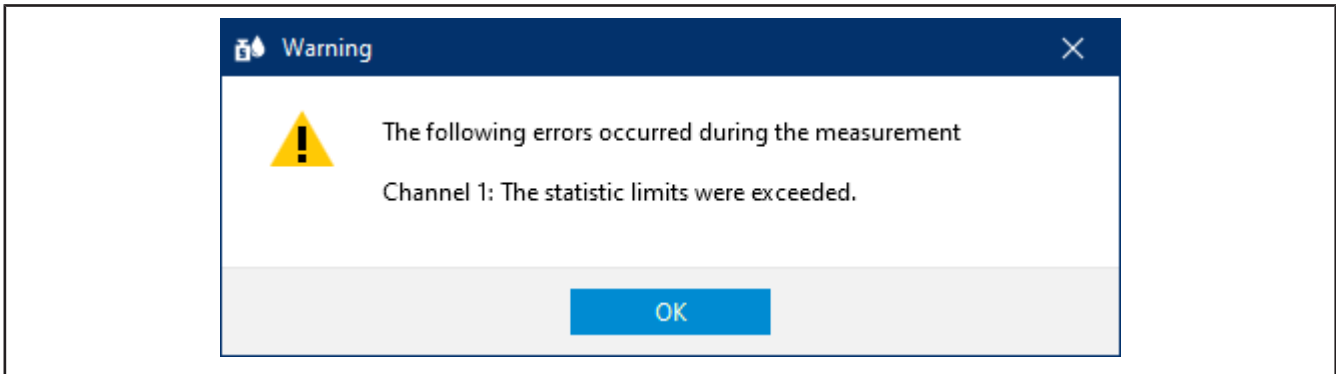 Warning
The following errors occurred during the measurement
Channel 1: The statistic limits were exceeded.
OK